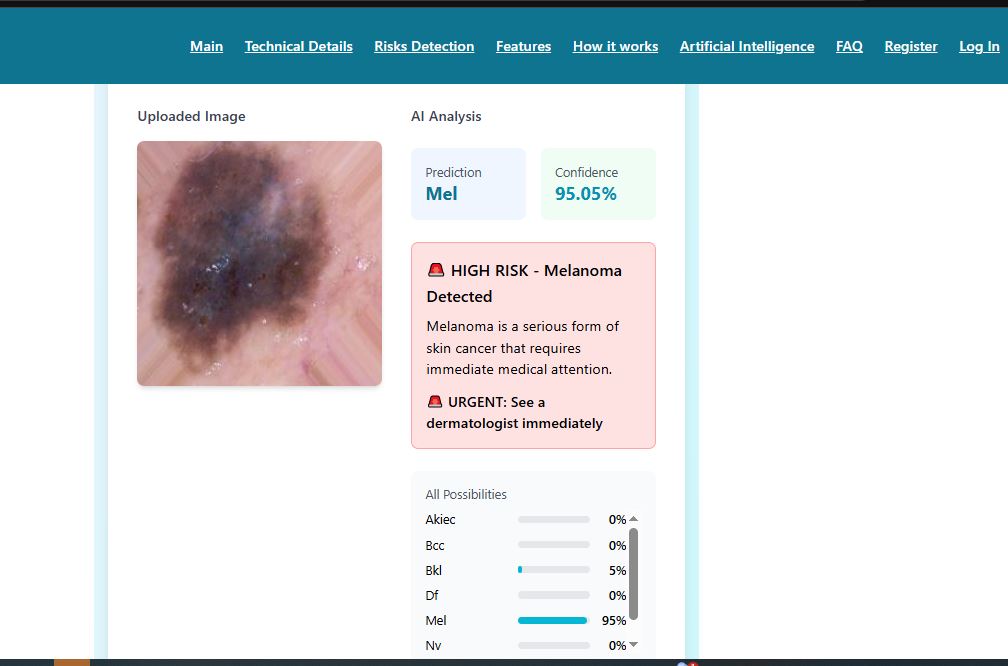 Main Technical Details Risks Detection Features How it works Artificial Intelligence FAQ Register Log In
Uploaded Image
AI Analysis
Prediction
Mel
Confidence
95.05%
🚨 HIGH RISK - Melanoma
Detected
Melanoma is a serious form of
skin cancer that requires
immediate medical attention.
🚨 URGENT: See a
dermatologist immediately
All Possibilities
Akiec 0%
Bcc 0%
Bkl 5%
Df 0%
Mel 95%
Nv 0%